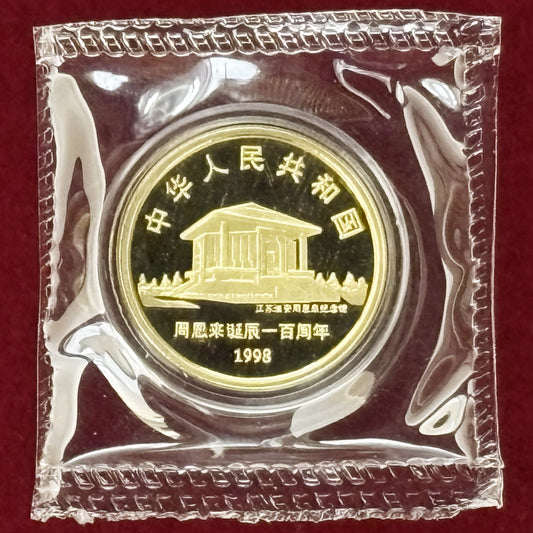 中华人民共和国
江苏淮安周恩来纪念馆
周恩来诞辰一百周年
1998